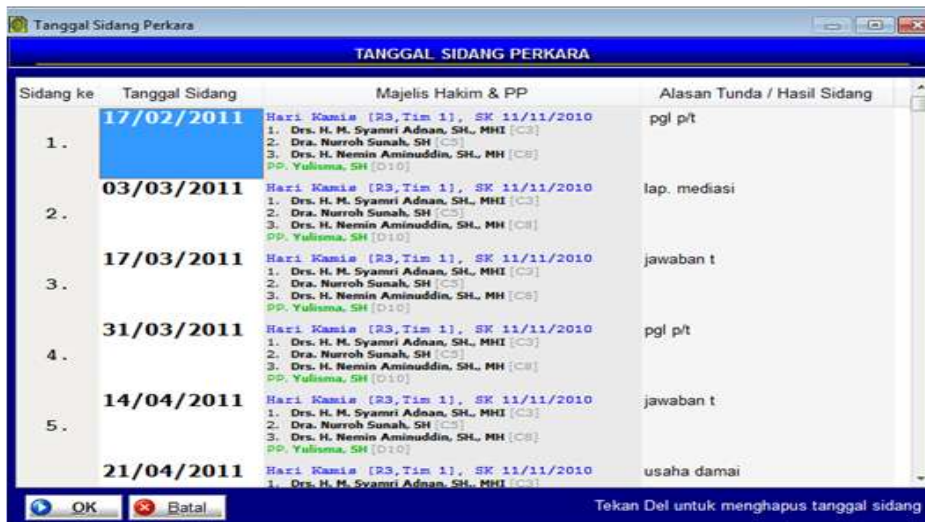 Tanggal Sidang Perkara
TANGGAL SIDANG PERKARA
Sidang ke Tanggal Sidang Majelis Hakim & PP Alasan Tunda / Hasil Sidang
1. 17/02/2011 Hari Kamis [R3,Tim 1], SK 11/11/2010 pgl p/t
1. Drs. H. M. Syamri Adnan, SH., MHI [C3]
2. Dra. Nurroh Sunah, SH [C5]
3. Drs. H. Nemin Aminuddin, SH., MH [C8]
PP. Yulisma, SH [D10]
2. 03/03/2011 Hari Kamis [R3,Tim 1], SK 11/11/2010 lap. mediasi
1. Drs. H. M. Syamri Adnan, SH., MHI [C3]
2. Dra. Nurroh Sunah, SH [C5]
3. Drs. H. Nemin Aminuddin, SH., MH [C8]
PP. Yulisma, SH [D10]
3. 17/03/2011 Hari Kamis [R3,Tim 1], SK 11/11/2010 jawaban t
1. Drs. H. M. Syamri Adnan, SH., MHI [C3]
2. Dra. Nurroh Sunah, SH [C5]
3. Drs. H. Nemin Aminuddin, SH., MH [C8]
PP. Yulisma, SH [D10]
4. 31/03/2011 Hari Kamis [R3,Tim 1], SK 11/11/2010 pgl p/t
1. Drs. H. M. Syamri Adnan, SH., MHI [C3]
2. Dra. Nurroh Sunah, SH [C5]
3. Drs. H. Nemin Aminuddin, SH., MH [C8]
PP. Yulisma, SH [D10]
5. 14/04/2011 Hari Kamis [R3,Tim 1], SK 11/11/2010 jawaban t
1. Drs. H. M. Syamri Adnan, SH., MHI [C3]
2. Dra. Nurroh Sunah, SH [C5]
3. Drs. H. Nemin Aminuddin, SH., MH [C8]
PP. Yulisma, SH [D10]
21/04/2011 Hari Kamis [R3,Tim 1], SK 11/11/2010 usaha damai
1. Drs. H. M. Syamri Adnan, SH., MHI [C3]
OK Batal Tekan Del untuk menghapus tanggal sidang